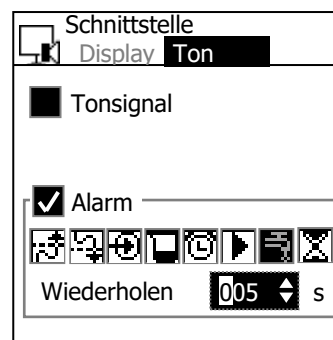 Schnittstelle
Display Ton
Tonsignal
Alarm
Wiederholen 005 s